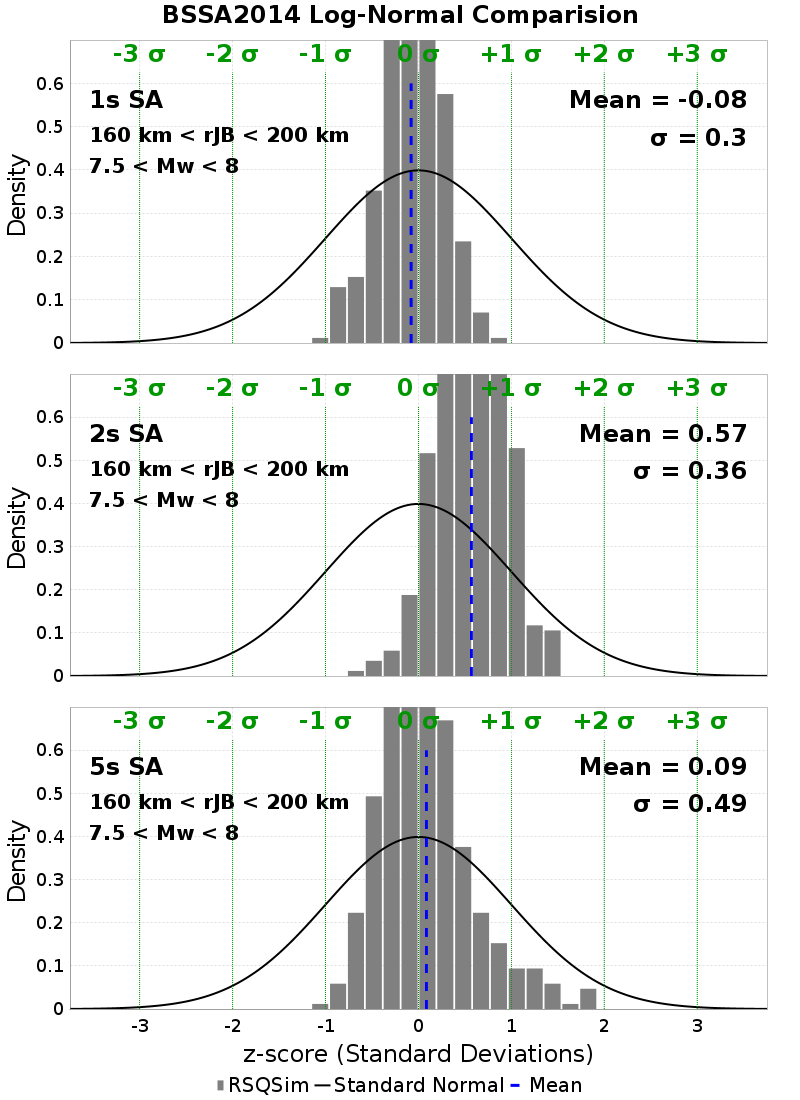 BSSA2014 Log-Normal Comparision
-3 σ -2 σ -1 σ 0 σ +1 σ +2 σ +3 σ
1s SA
Mean = -0.08
160 km < rJB < 200 km
σ = 0.3
7.5 < Mw < 8
Density
0.6
0.5
0.4
0.3
0.2
0.1
0
-3 σ -2 σ -1 σ 0 σ +1 σ +2 σ +3 σ
2s SA
Mean = 0.57
160 km < rJB < 200 km
σ = 0.36
7.5 < Mw < 8
Density
0.6
0.5
0.4
0.3
0.2
0.1
0
-3 σ -2 σ -1 σ 0 σ +1 σ +2 σ +3 σ
5s SA
Mean = 0.09
160 km < rJB < 200 km
σ = 0.49
7.5 < Mw < 8
Density
0.6
0.5
0.4
0.3
0.2
0.1
0
-3 -2 -1 0 1 2 3
z-score (Standard Deviations)
RSQSim Standard Normal Mean